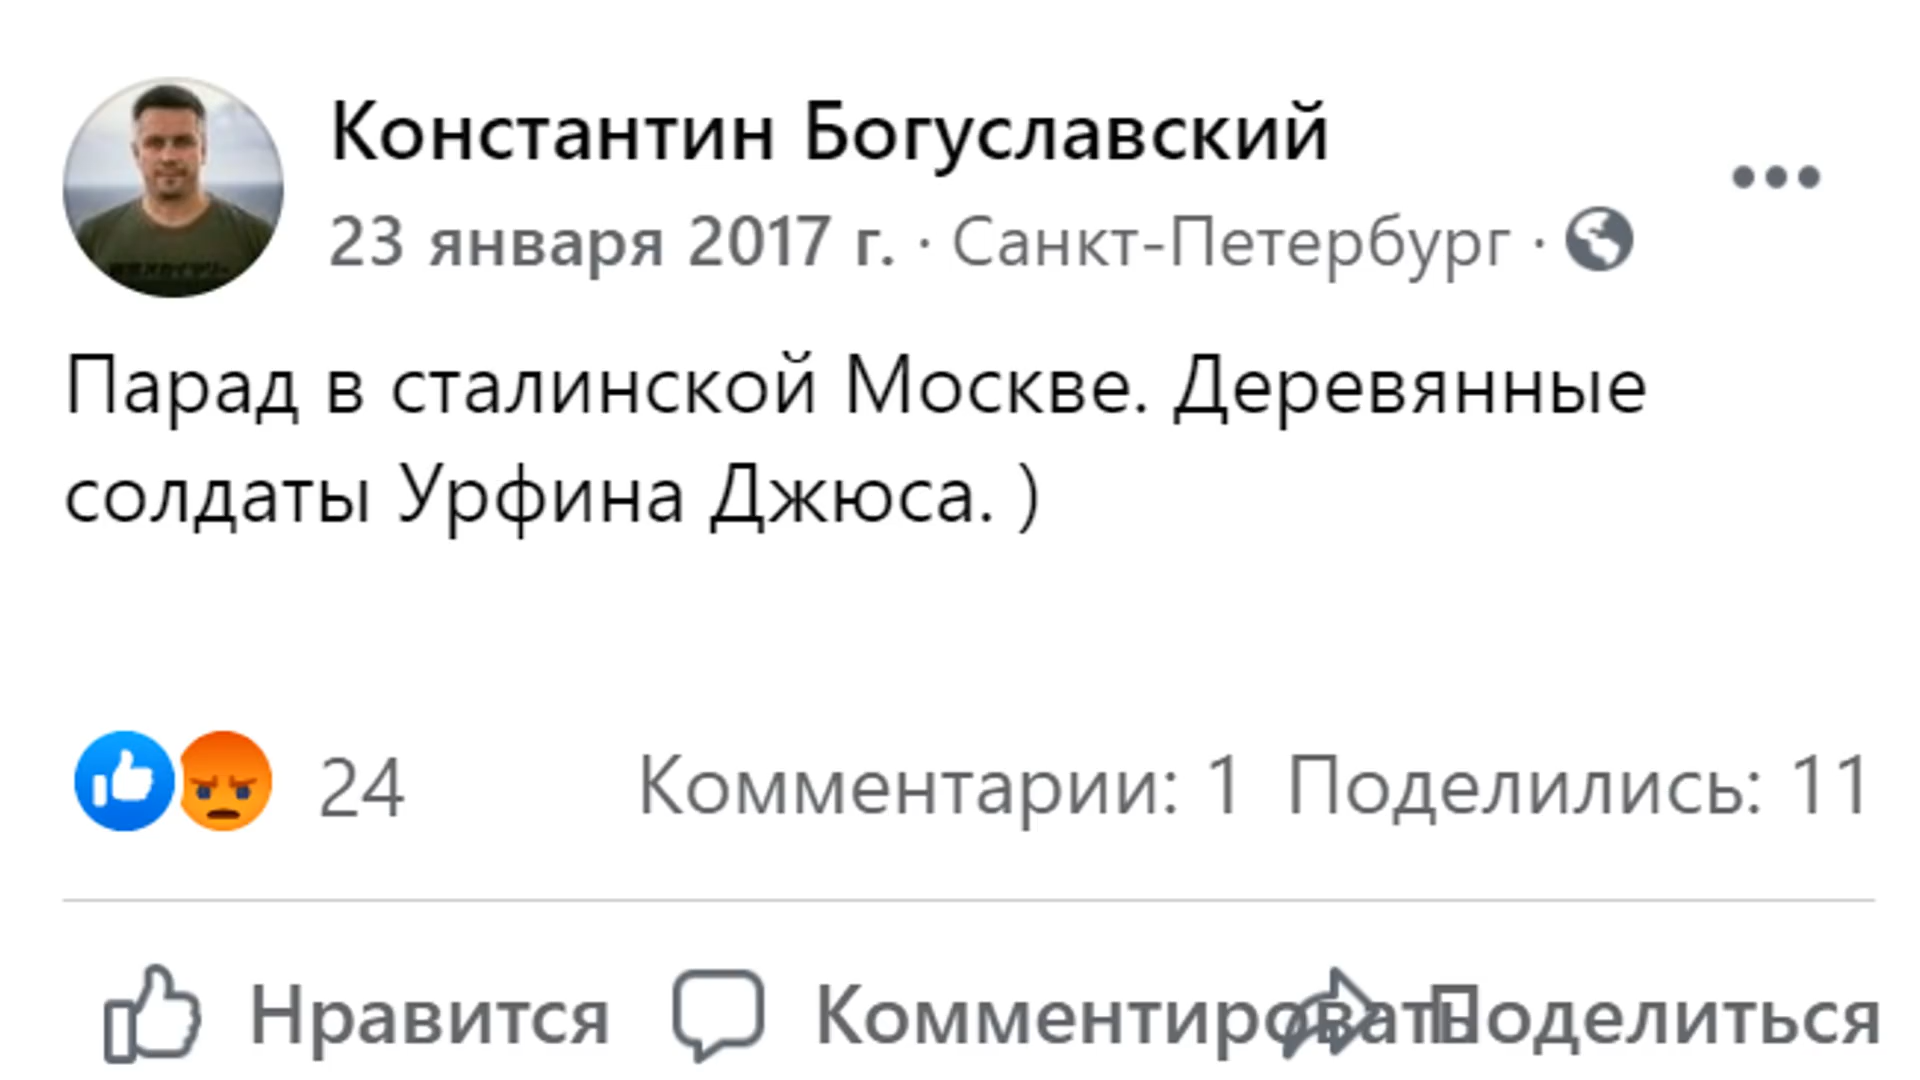 Константин Богуславский
23 января 2017 г. · Санкт-Петербург ·
Парад в сталинской Москве. Деревянные
солдаты Урфина Джюса. )
24 Комментарии: 1 Поделились: 11
Нравится Комментировать Поделиться